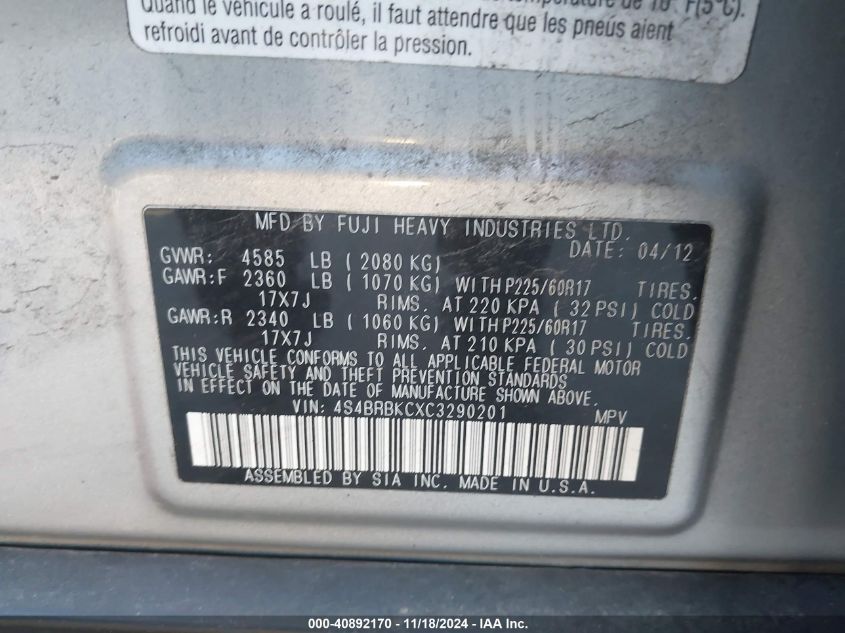 Quand le véhicule a roulé, il faut attendre que les pneus aient
refroidi avant de contrôler la pression.
MFD BY FUJI HEAVY INDUSTRIES LTD.
DATE: 04/12
GVWR: 4585 LB ( 2080 KG)
GAWR:F 2360 LB ( 1070 KG) WITH P225/60R17 TIRES.
17X7J RIMS. AT 220 KPA ( 32 PSI) COLD
GAWR:R 2340 LB ( 1060 KG) WITH P225/60R17 TIRES.
17X7J RIMS. AT 210 KPA ( 30 PSI) COLD
THIS VEHICLE CONFORMS TO ALL APPLICABLE FEDERAL MOTOR
VEHICLE SAFETY AND THEFT PREVENTION STANDARDS
IN EFFECT ON THE DATE OF MANUFACTURE SHOWN ABOVE.
VIN: 4S4BRBKCXC3290201 MPV
ASSEMBLED BY SIA INC. MADE IN U.S.A.
000-40892170 - 11/18/2024 - IAA Inc.